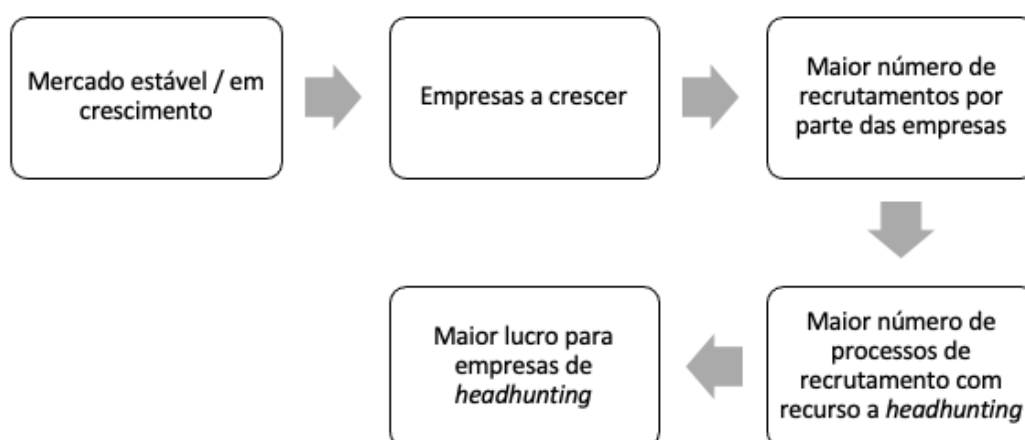 Mercado estável / em
crescimento
Empresas a crescer
Maior número de
recrutamentos por
parte das empresas
Maior número de
processos de
recrutamento com
recurso a headhunting
Maior lucro para
empresas de
headhunting